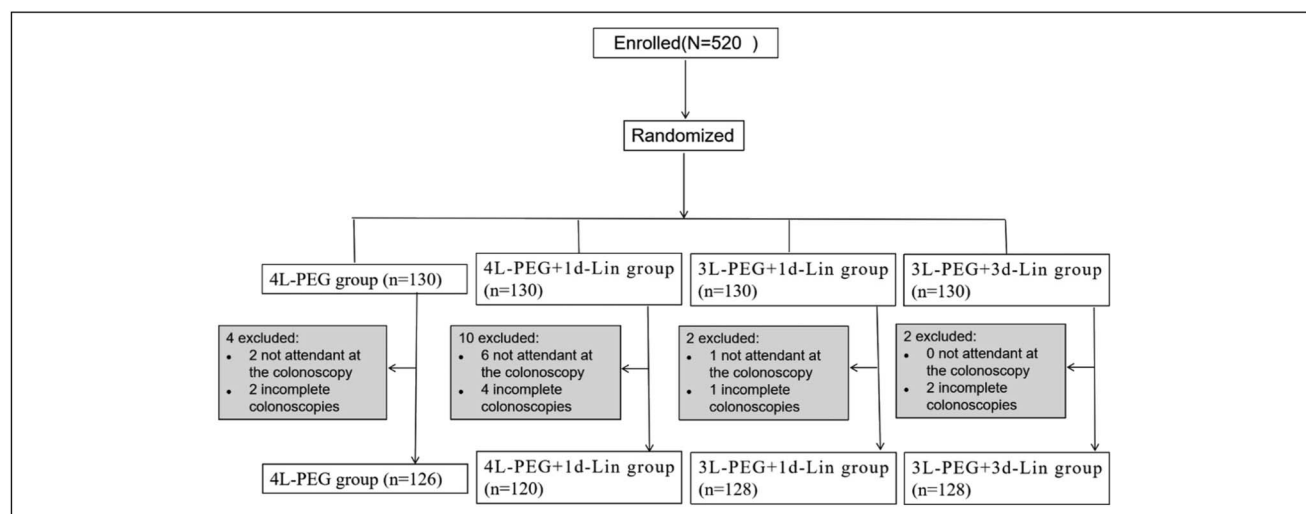 Enrolled(N=520 )
Randomized
4L-PEG group (n=130)
4L-PEG+1d-Lin group
(n=130)
3L-PEG+1d-Lin group
(n=130)
3L-PEG+3d-Lin group
(n=130)
4 excluded:
• 2 not attendant at
the colonoscopy
• 2 incomplete
colonoscopies
10 excluded:
• 6 not attendant at
the colonoscopy
• 4 incomplete
colonoscopies
2 excluded:
• 1 not attendant at
the colonoscopy
• 1 incomplete
colonoscopies
2 excluded:
• 0 not attendant at
the colonoscopy
• 2 incomplete
colonoscopies
4L-PEG group (n=126)
4L-PEG+1d-Lin group
(n=120)
3L-PEG+1d-Lin group
(n=128)
3L-PEG+3d-Lin group
(n=128)